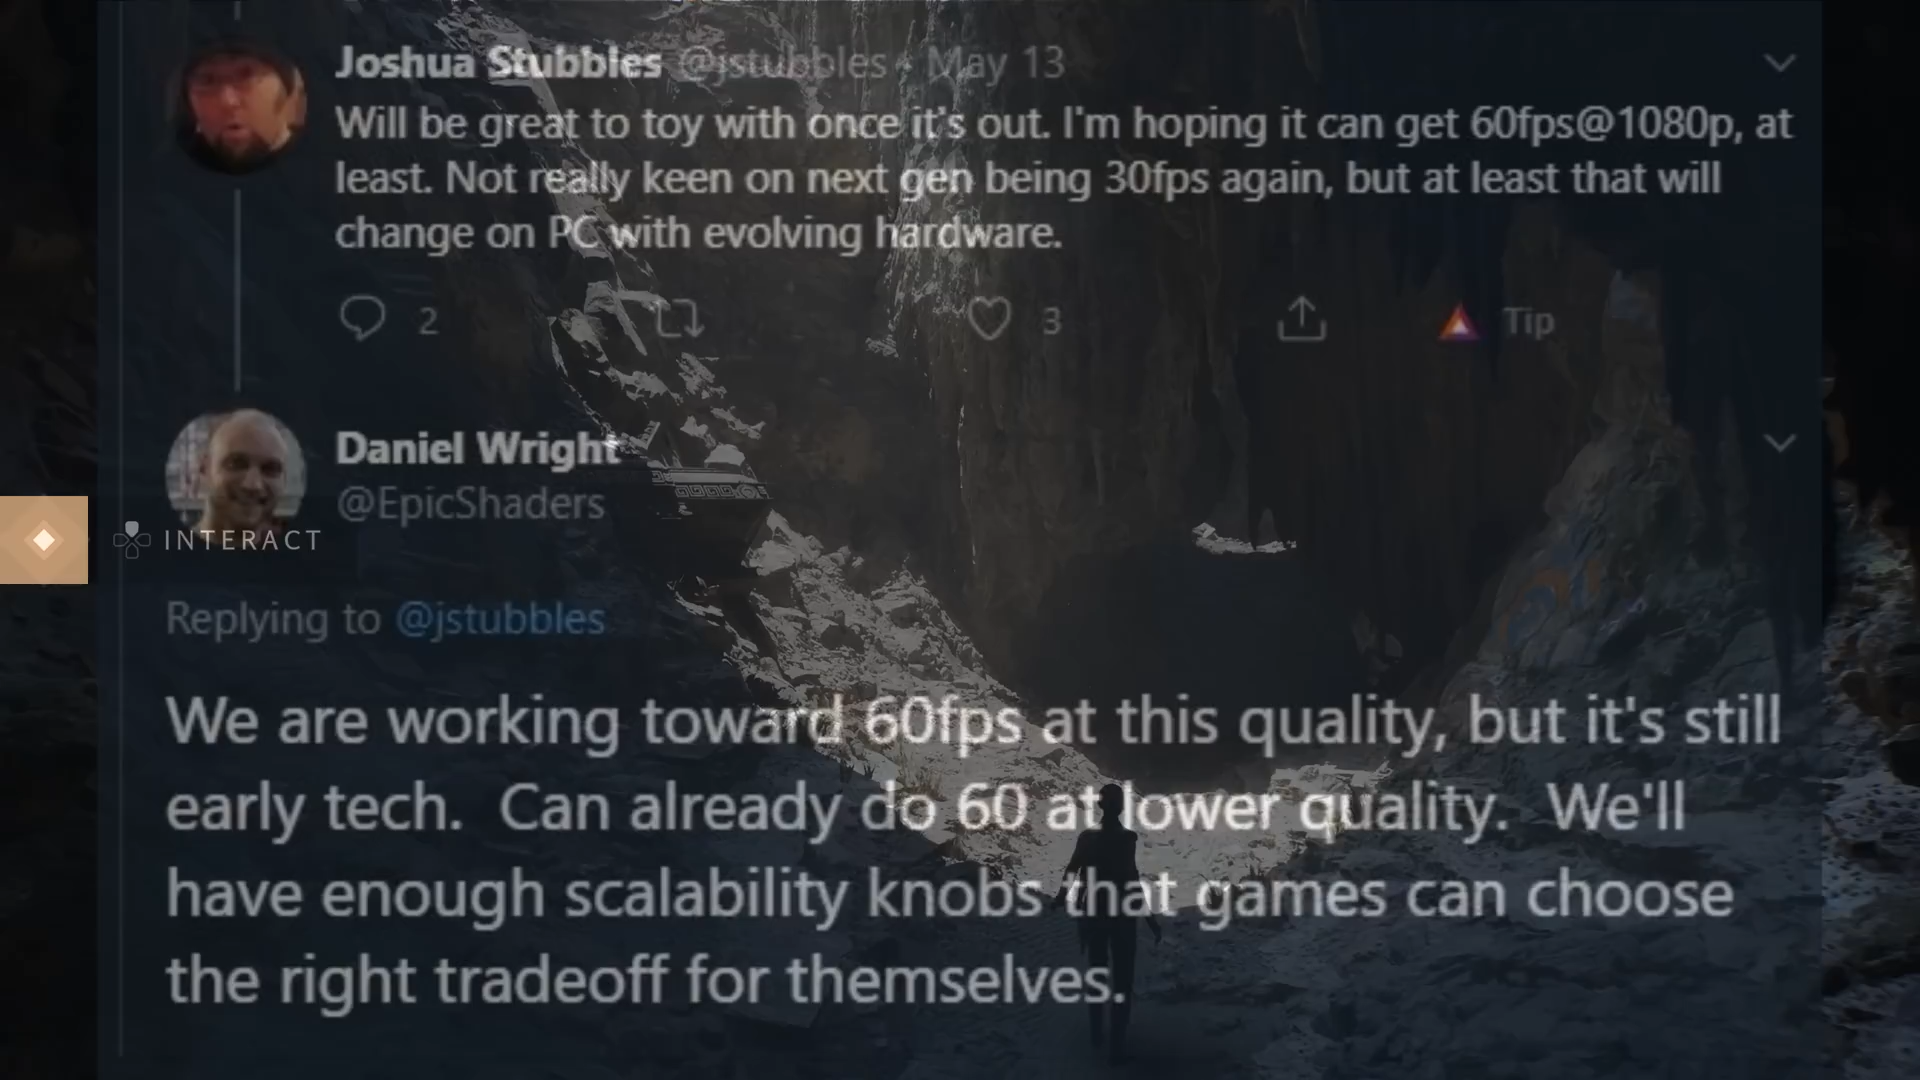 Joshua Stubbles @jstubbles · May 13
Will be great to toy with once it's out. I'm hoping it can get 60fps@1080p, at
least. Not really keen on next gen being 30fps again, but at least that will
change on PC with evolving hardware.
2 3 Tip
Daniel Wright
@EpicShaders
INTERACT
Replying to @jstubbles
We are working toward 60fps at this quality, but it's still
early tech.  Can already do 60 at lower quality.  We'll
have enough scalability knobs that games can choose
the right tradeoff for themselves.